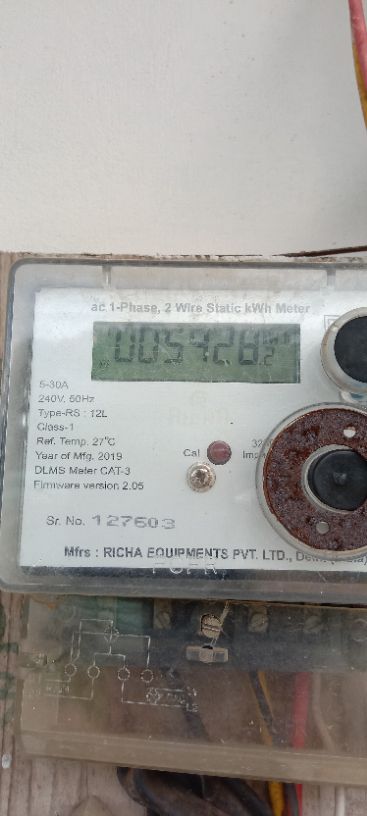 ac 1-Phase, 2 Wire Static kWh Meter
005428.2
5-30A
240V, 50Hz
Type-RS : 12L
Class-1
Ref. Temp. 27°C
Year of Mfg. 2019
DLMS Meter CAT-3
Firmware version 2.05
Cal
Sr. No. 127603
Mfrs : RICHA EQUIPMENTS PVT. LTD.,